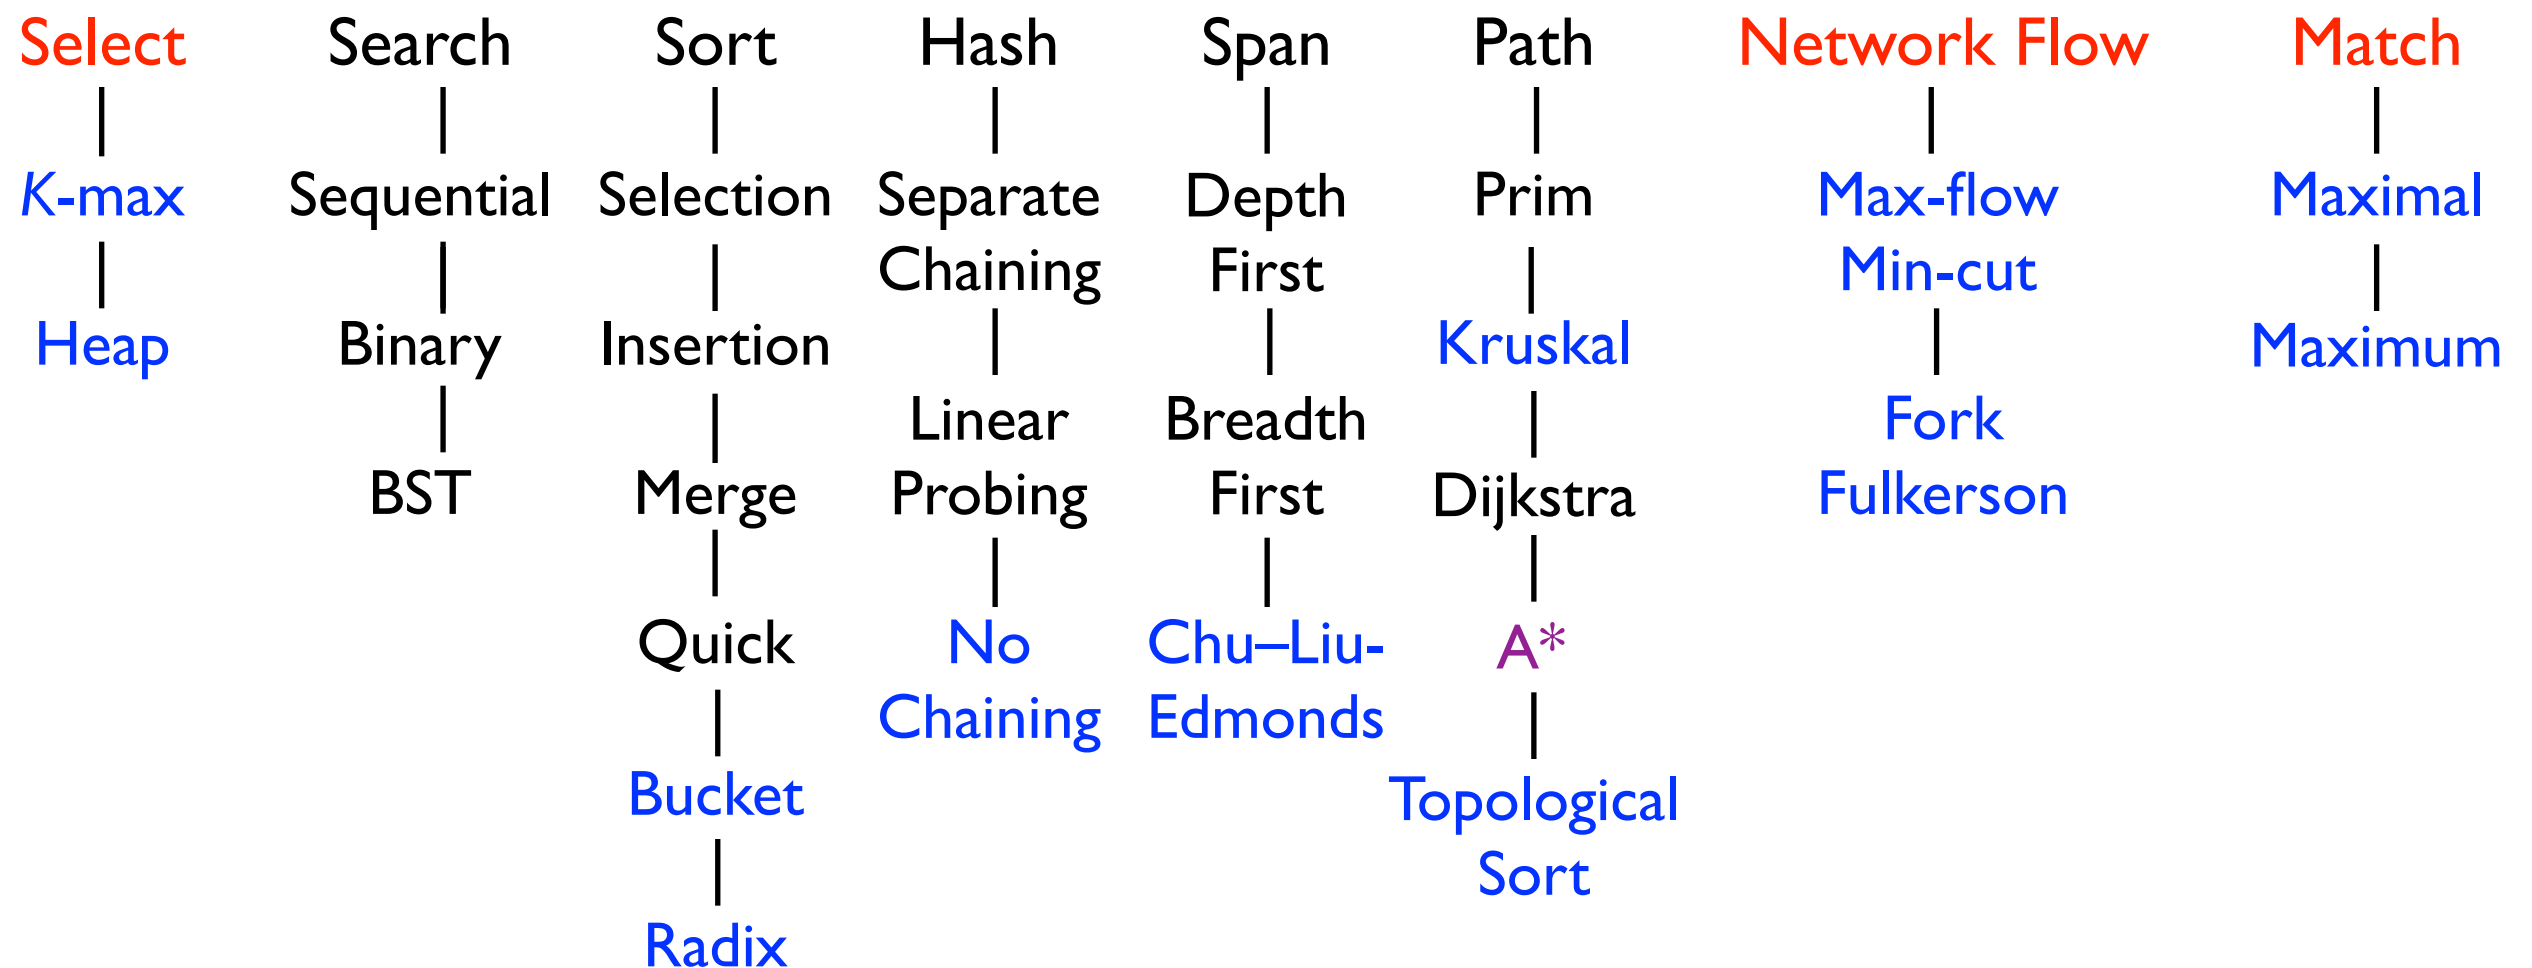 Select
K-max
Heap
Search
Sequential
Binary
BST
Sort
Selection
Insertion
Merge
Quick
Bucket
Radix
Hash
Separate
Chaining
Linear
Probing
No
Chaining
Span
Depth
First
Breadth
First
Chu–Liu-
Edmonds
Path
Prim
Kruskal
Dijkstra
A*
Topological
Sort
Network Flow
Max-flow
Min-cut
Fork
Fulkerson
Match
Maximal
Maximum